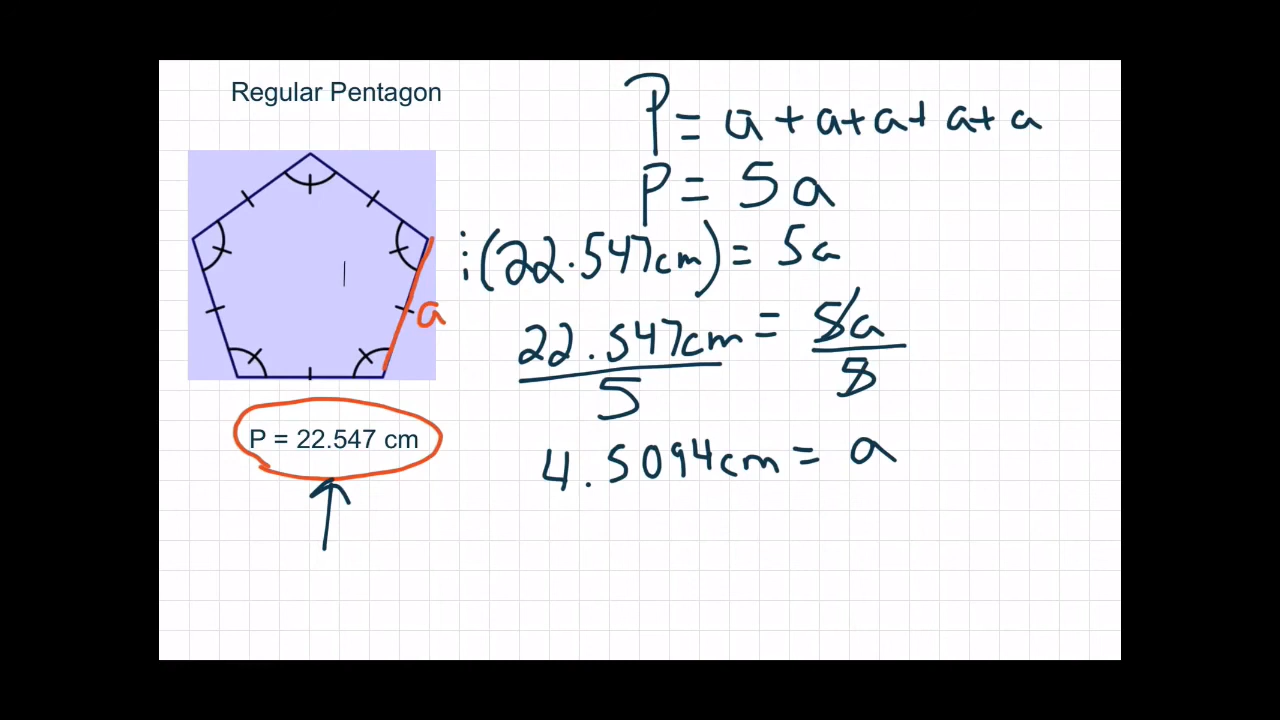 Regular Pentagon
P = a + a + a + a + a
P = 5a
i(22.547cm) = 5a
a
22.547cm = 5a
5 5
P = 22.547 cm
4.5094cm = a